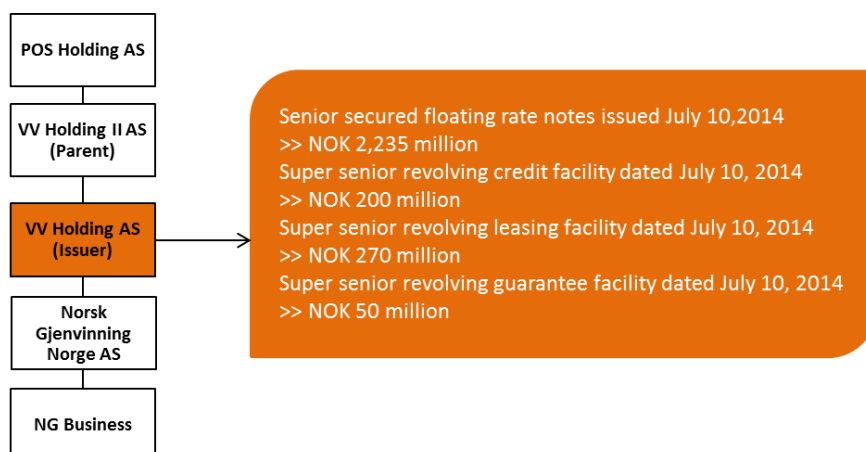 POS Holding AS
VV Holding II AS
(Parent)
VV Holding AS
(Issuer)
Norsk
Gjenvinning
Norge AS
NG Business
Senior secured floating rate notes issued July 10,2014
>> NOK 2,235 million
Super senior revolving credit facility dated July 10, 2014
>> NOK 200 million
Super senior revolving leasing facility dated July 10, 2014
>> NOK 270 million
Super senior revolving guarantee facility dated July 10, 2014
>> NOK 50 million